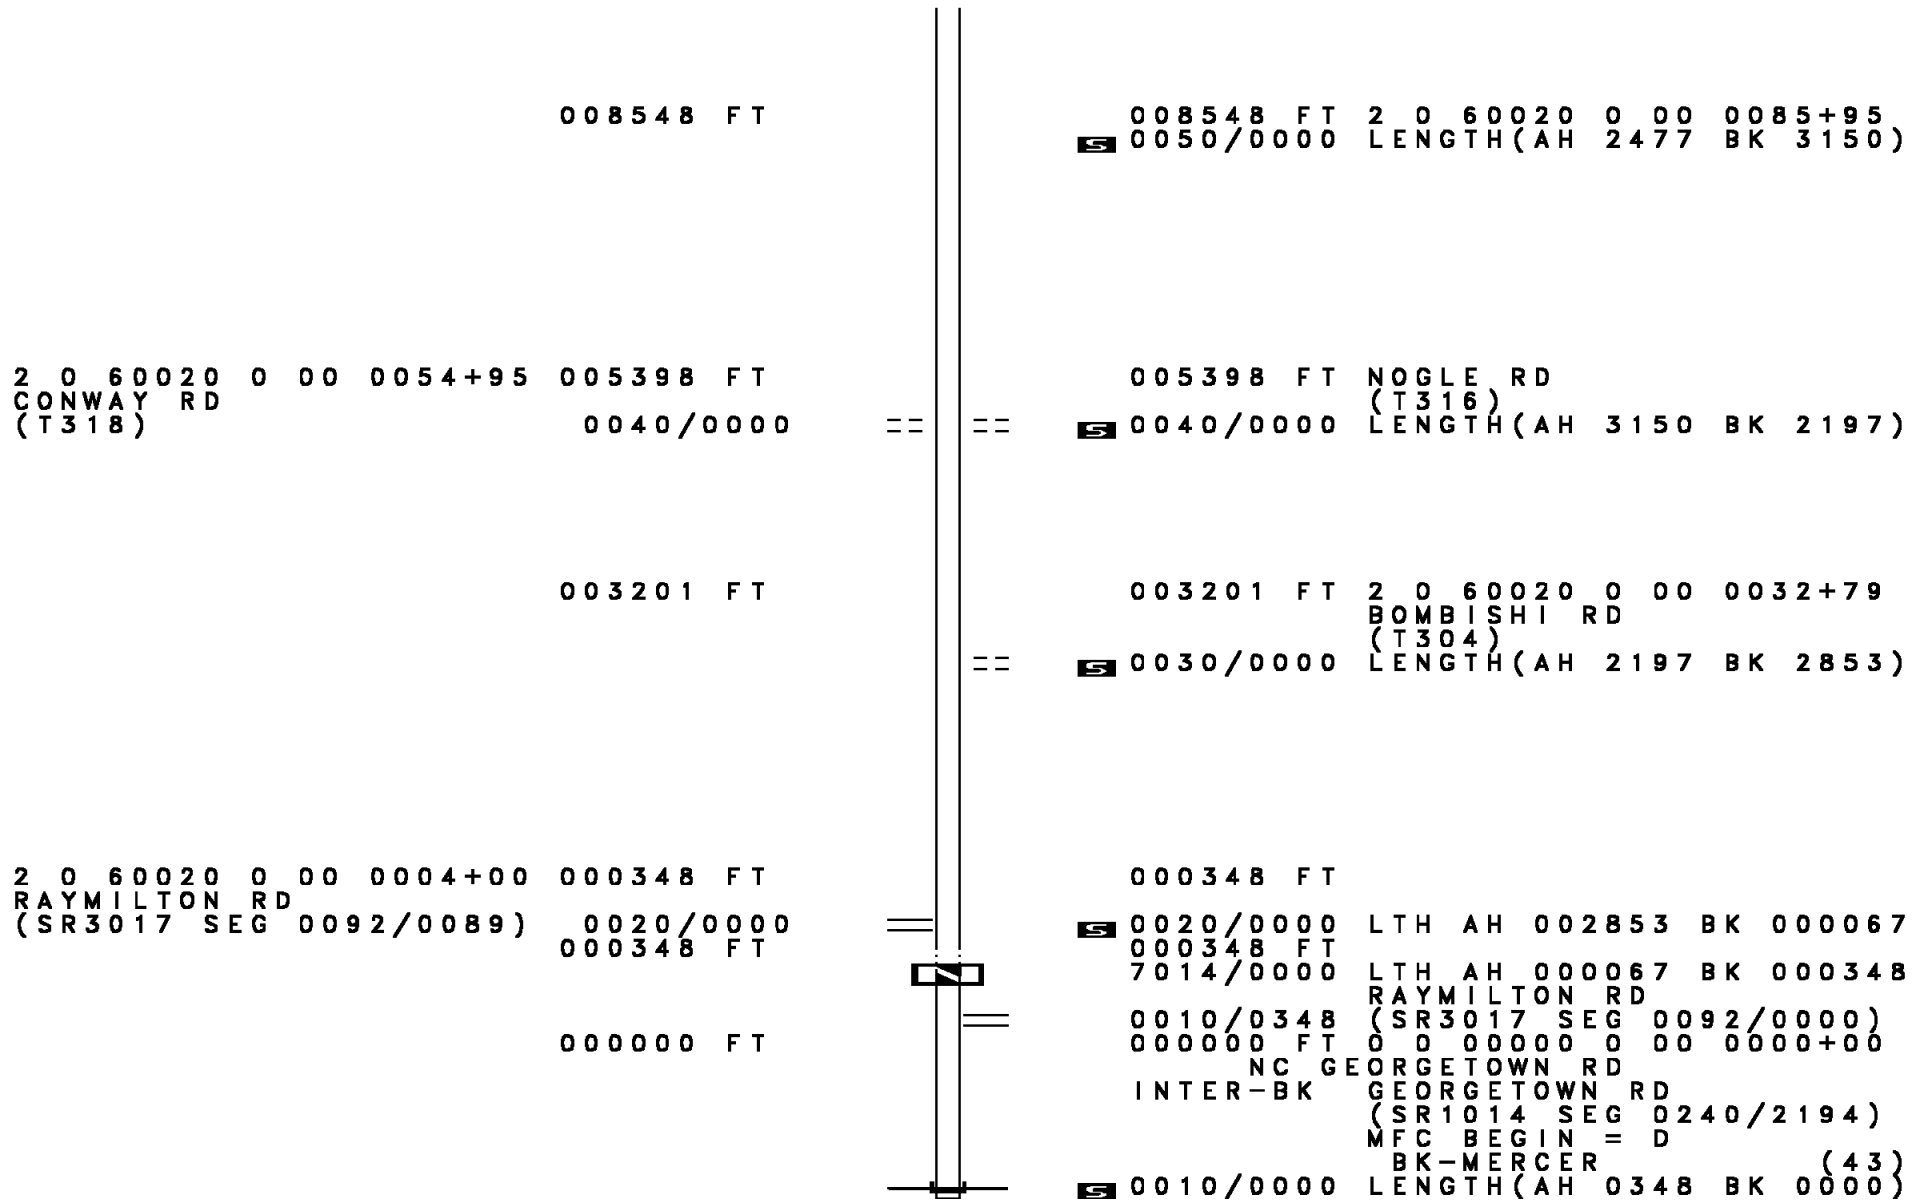 008548 FT 008548 FT 2 0 60020 0 00 0085+95
S 0050/0000 LENGTH(AH 2477 BK 3150)
2 0 60020 0 00 0054+95 005398 FT 005398 FT NOGLE RD
CONWAY RD (T316)
(T318) 0040/0000 S 0040/0000 LENGTH(AH 3150 BK 2197)
003201 FT 003201 FT 2 0 60020 0 00 0032+79
BOMBISHI RD
(T304)
S 0030/0000 LENGTH(AH 2197 BK 2853)
2 0 60020 0 00 0004+00 000348 FT 000348 FT
RAYMILTON RD
(SR3017 SEG 0092/0089) 0020/0000 S 0020/0000 LTH AH 002853 BK 000067
000348 FT 000348 FT
7014/0000 LTH AH 000067 BK 000348
RAYMILTON RD
0010/0348 (SR3017 SEG 0092/0000)
000000 FT 000000 FT 0 0 00000 0 00 0000+00
NC GEORGETOWN RD
INTER-BK GEORGETOWN RD
(SR1014 SEG 0240/2194)
MFC BEGIN = D
BK-MERCER (43)
S 0010/0000 LENGTH(AH 0348 BK 0000)